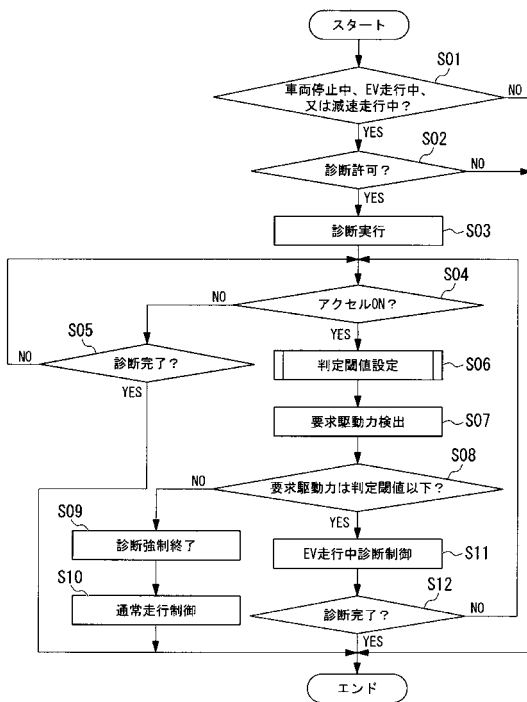 スタート
S01
車両停止中、EV走行中、
又は減速走行中?
NO
YES
S02
診断許可?
NO
YES
診断実行
S03
S04
アクセルON?
NO
YES
S05
診断完了?
NO
YES
判定閾値設定
S06
要求駆動力検出
S07
S08
要求駆動力は判定閾値以下?
NO
YES
S09
診断強制終了
EV走行中診断制御
S11
S10
通常走行制御
S12
診断完了?
NO
YES
エンド